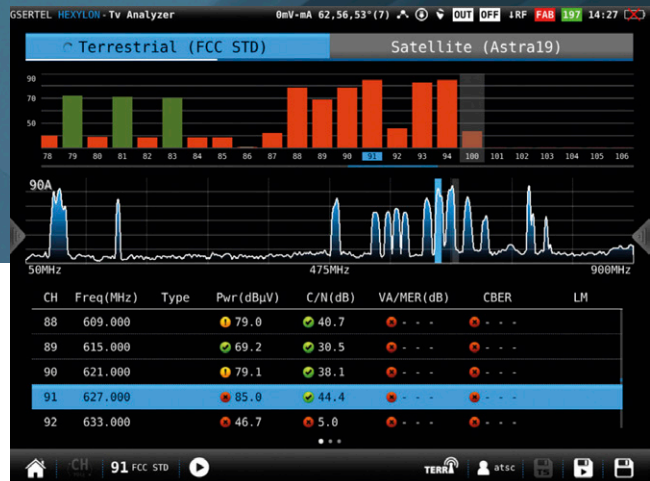 GSERTEL HEXYLON-Tv Analyzer 0mV-mA 62,56,53°(7) OUT OFF ↓RF FAB 197 14:27
Terrestrial (FCC STD) Satellite (Astra19)
90
70
50
78 79 80 81 82 83 84 85 86 87 88 89 90 91 92 93 94 100 101 102 103 104 105 106
90A
50MHz 475MHz 900MHz
CH Freq(MHz) Type Pwr(dBµV) C/N(dB) VA/MER(dB) CBER LM
88 609.000 79.0 40.7 - - - - - -
89 615.000 69.2 30.5 - - - - - -
90 621.000 79.1 38.1 - - - - - -
91 627.000 85.0 44.4 - - - - - -
92 633.000 46.7 5.0 - - - - - -
CH 91 FCC STD TERR atsc TS